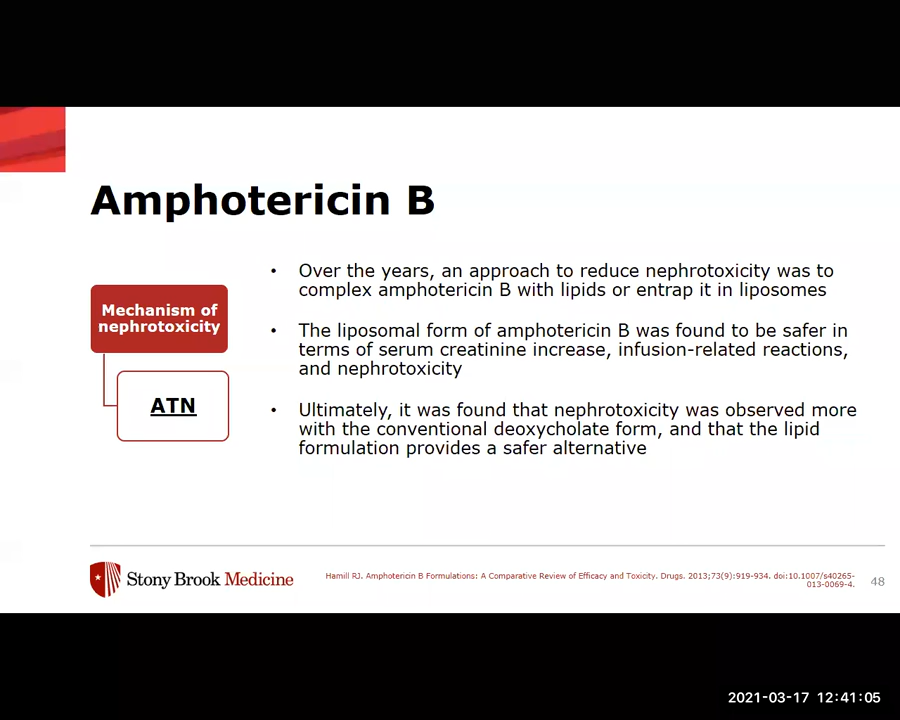 Amphotericin B
Mechanism of
nephrotoxicity
ATN
• Over the years, an approach to reduce nephrotoxicity was to
complex amphotericin B with lipids or entrap it in liposomes
• The liposomal form of amphotericin B was found to be safer in
terms of serum creatinine increase, infusion-related reactions,
and nephrotoxicity
• Ultimately, it was found that nephrotoxicity was observed more
with the conventional deoxycholate form, and that the lipid
formulation provides a safer alternative
Stony Brook Medicine
Hamill RJ. Amphotericin B Formulations: A Comparative Review of Efficacy and Toxicity. Drugs. 2013;73(9):919-934. doi:10.1007/s40265-
013-0069-4.
48
2021-03-17 12:41:05